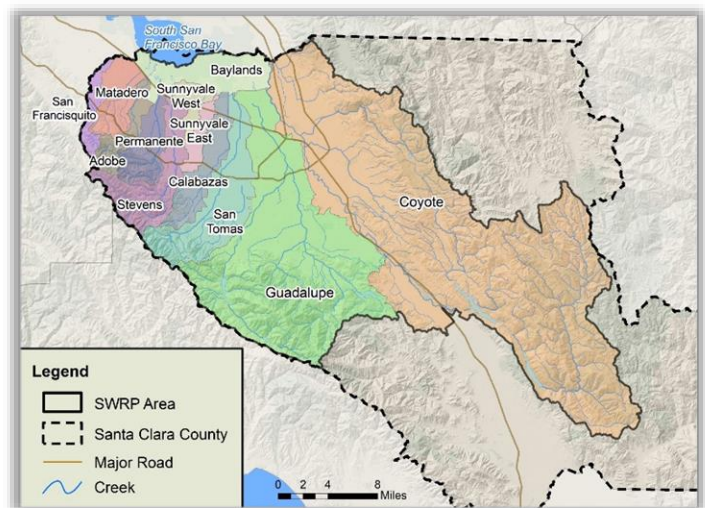 South San
Francisco Bay
Baylands
Matadero
Sunnyvale
West
San
Francisquito
Sunnyvale
East
Permanente
Adobe
Calabazas
Stevens
San
Tomas
Coyote
Guadalupe
Legend
SWRP Area
Santa Clara County
Major Road
Creek
0 2 4 8
Miles